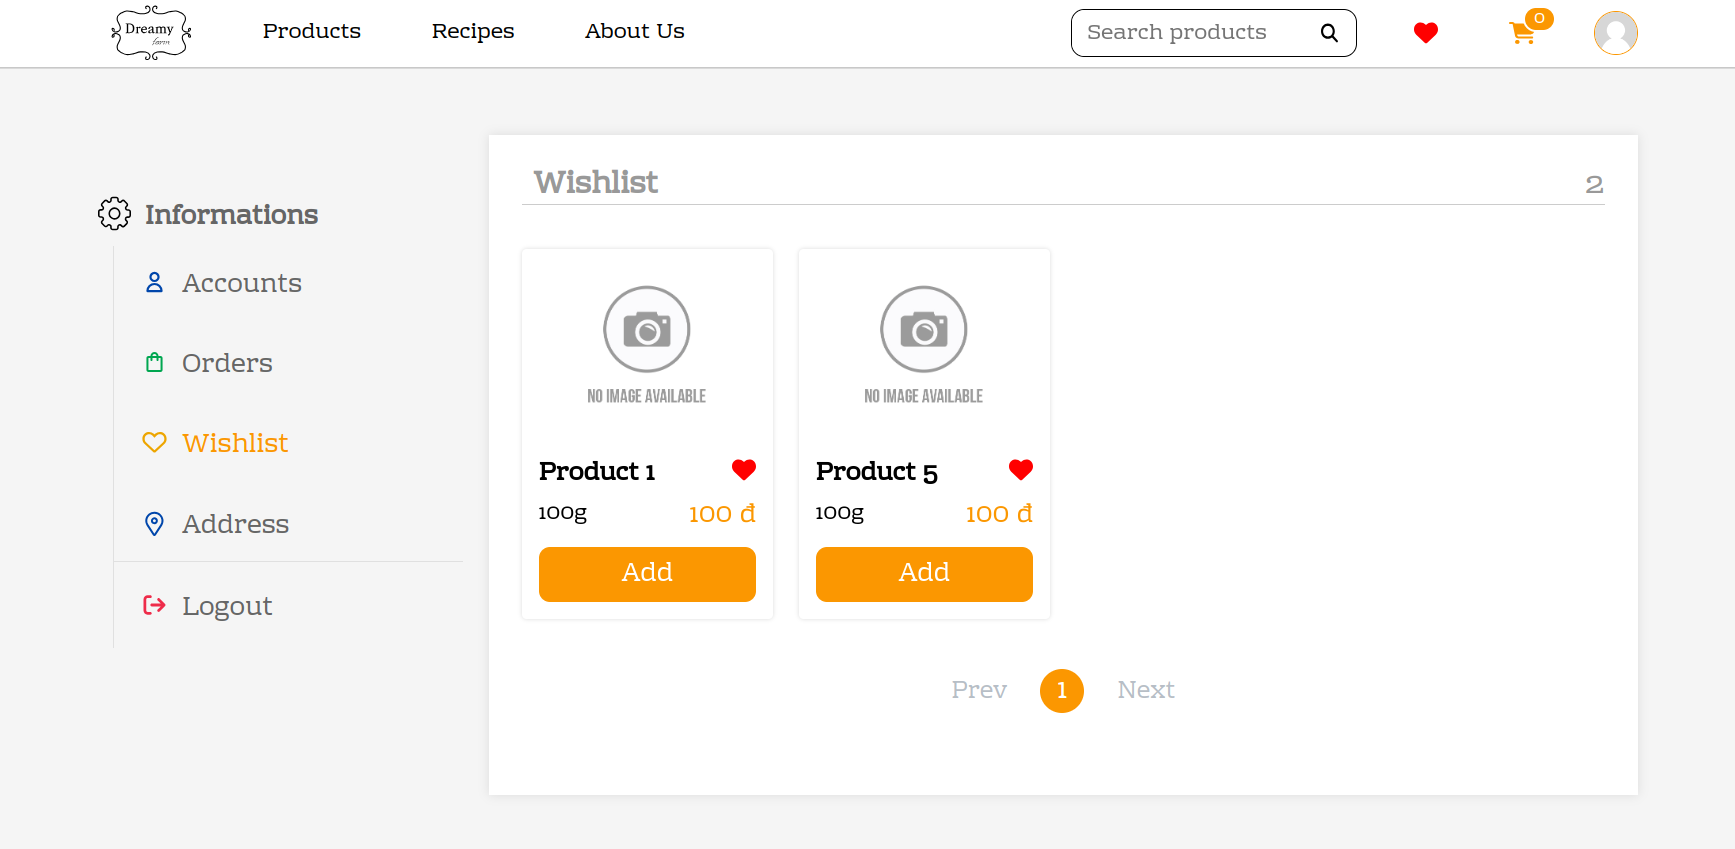 Dreamy
town
Products
Recipes
About Us
Search products
0
Informations
Accounts
Orders
Wishlist
Address
Logout
Wishlist
2
NO IMAGE AVAILABLE
Product 1
100g
100 đ
Add
NO IMAGE AVAILABLE
Product 5
100g
100 đ
Add
Prev
1
Next